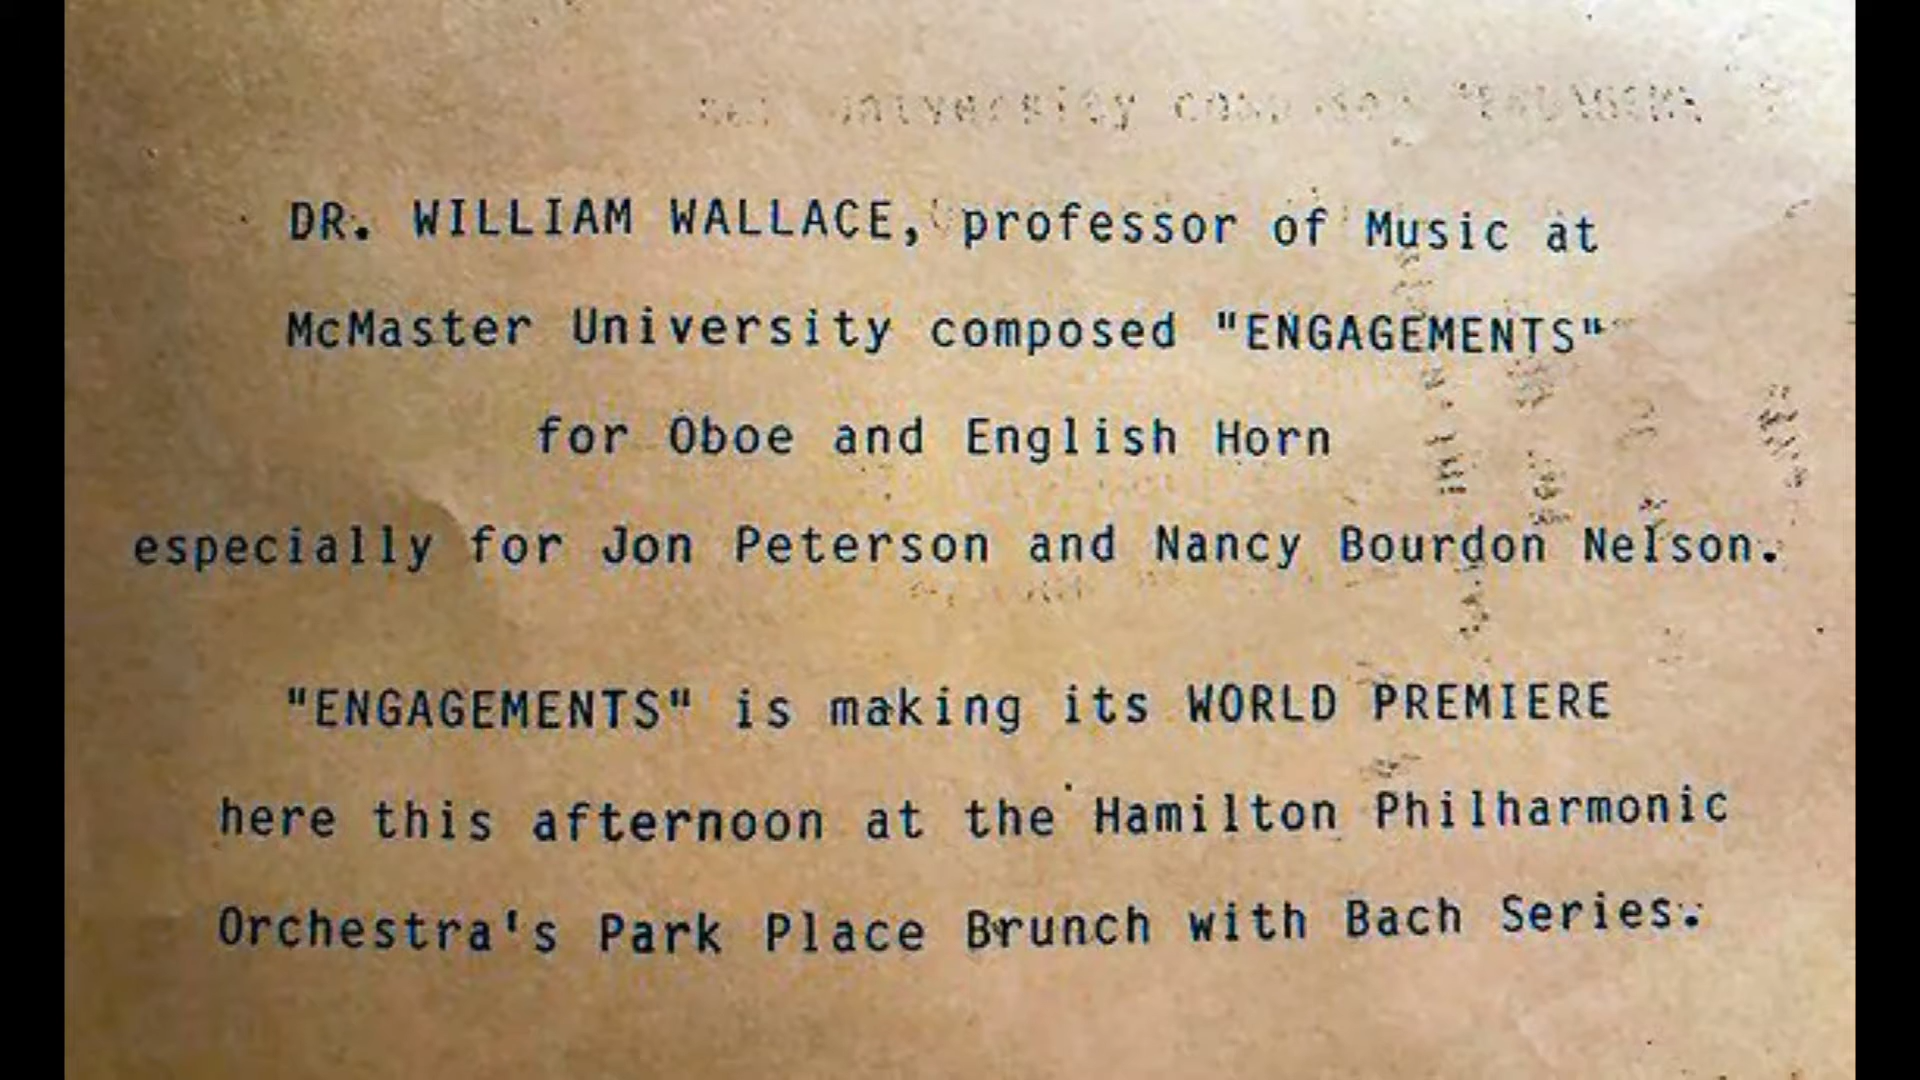 University
DR. WILLIAM WALLACE, professor of Music at
McMaster University composed "ENGAGEMENTS"
for Oboe and English Horn
especially for Jon Peterson and Nancy Bourdon Nelson.
"ENGAGEMENTS" is making its WORLD PREMIERE
here this afternoon at the Hamilton Philharmonic
Orchestra's Park Place Brunch with Bach Series.